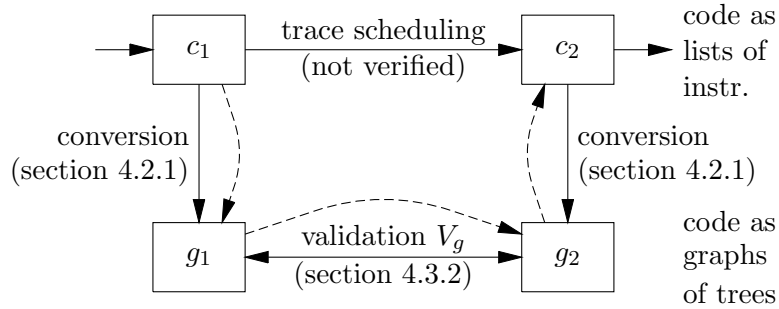 c1
trace scheduling
(not verified)
c2
code as
lists of
instr.
conversion
(section 4.2.1)
conversion
(section 4.2.1)
g1
validation Vg
(section 4.3.2)
g2
code as
graphs
of trees